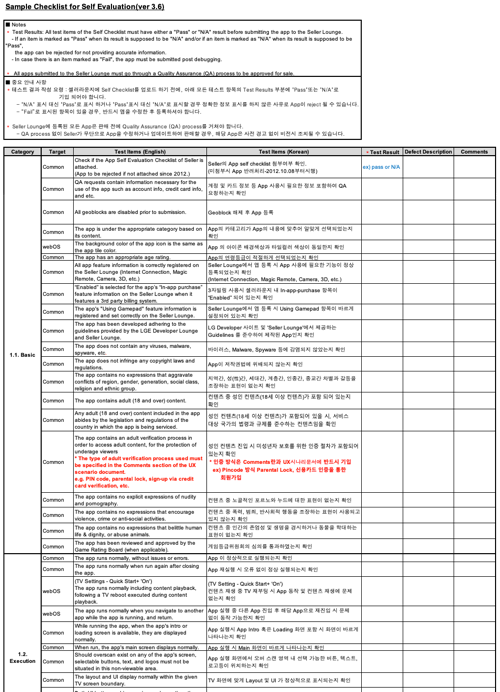 Sample Checklist for Self Evaluation(ver 3.6)
■ Notes
* Test Results: All test items of the Self Checklist must have either a "Pass" or "N/A" result before submitting the app to the Seller Lounge.
- If an item is marked as "Pass" when its result is supposed to be "N/A" and/or if an item is marked as "N/A" when its result is supposed to be
"Pass",
the app can be rejected for not providing accurate information.
- In case there is an item marked as "Fail", the app must be submitted post debugging.
* All apps submitted to the Seller Lounge must go through a Quality Assurance (QA) process to be approved for sale.
■ 중요 안내 사항
* 테스트 결과 작성 요령 : 셀러라운지에 Self Checklist를 업로드 하기 전에, 아래 모든 테스트 항목의 Test Results 부분에 "Pass"또는 "N/A"로
기입 되어야 합니다.
- "N/A" 표시 대신 "Pass"로 표시 하거나 "Pass"표시 대신 "N/A"로 표시할 경우 정확한 정보 표시를 하지 않은 사유로 App이 reject 될 수 있습니다.
- "Fail"로 표시된 항목이 있을 경우, 반드시 앱을 수정한 후 등록하셔야 합니다.
* Seller Lounge에 등록된 모든 App은 판매 전에 Quality Assurance (QA) process를 거쳐야 합니다.
- QA process 없이 Seller가 무단으로 App을 수정하거나 업데이트하여 판매할 경우, 해당 App은 사전 경고 없이 비전시 조치될 수 있습니다.
Category Target Test Items (English) Test Items (Korean) * Test Result Defect Description Comments
1.1. Basic
Common
Check if the App Self Evaluation Checklist of Seller is
attached.
(App to be rejected if not attached since 2012.)
Seller의 App self checklist 첨부여부 확인.
(미첨부시 App 반려처리-2012.10.08부터시행)
ex) pass or N/A
Common
QA requests contain information necessary for the
use of the app such as account info, credit card info,
and etc.
계정 및 카드 정보 등 App 사용시 필요한 정보 포함하여 QA
요청하는지 확인
Common
All geoblocks are disabled prior to submission.
Geoblock 해제 후 App 등록
Common
The app is under the appropriate category based on
its content.
App의 카테고리가 App의 내용에 맞추어 알맞게 선택되었는지
확인
webOS
The background color of the app icon is the same as
the app tile color.
App 의 아이콘 배경색상과 타일컬러 색상이 동일한지 확인
Common
The app has an appropriate age rating.
App의 연령등급이 적절하게 선택되었는지 확인
Common
All app feature information is correctly registered on
the Seller Lounge (Internet Connection, Magic
Remote, Camera, 3D, etc.)
Seller Lounge에서 앱 등록 시 App 사용에 필요한 기능이 정상
등록되었는지 확인
(Internet Connection, Magic Remote, Camera, 3D, etc.)
Common
"Enabled" is selected for the app's "In-app purchase"
feature information on the Seller Lounge when it
features a 3rd party billing system.
3자빌링 사용시 셀러라운지 내 In-app-purchase 항목이
"Enabled" 되어 있는지 확인
Common
The app's "Using Gamepad" feature information is
registered and set correctly on the Seller Lounge.
Seller Lounge에서 앱 등록 시 Using Gamepad 항목이 바르게
설정되어 있는지 확인
Common
The app has been developed adhering to the
guidelines provided by the LGE Developer Lounge
and Seller Lounge.
LG Developer 사이트 및 'Seller Lounge'에서 제공하는
Guidelines 를 준수하여 제작된 App인지 확인
Common
The app does not contain any viruses, malware,
spyware, etc.
바이러스, Malware, Spyware 등에 감염되지 않았는지 확인
Common
The app does not infringe any copyright laws and
regulations.
App이 저작권법에 위배되지 않는지 확인
Common
The app contains no expressions that aggravate
conflicts of region, gender, generation, social class,
religion and ethnic group.
지역간, 성(性)간, 세대간, 계층간, 인종간, 종교간 차별과 갈등을
조장하는 표현이 없는지 확인
Common
The app contains adult (18 and over) content.
컨텐츠 중 성인 컨텐츠(18세 이상 컨텐츠)가 포함 되어 있는지
확인
Common
Any adult (18 and over) content included in the app
abides by the legislation and regulations of the
country in which the app is being serviced.
성인 컨텐츠(18세 이상 컨텐츠)가 포함되어 있을 시, 서비스
대상 국가의 법령과 규제를 준수하는 컨텐츠임을 확인
Common
The app contains an adult verification process in
order to access adult content, for the protection of
underage viewers
* The type of adult verification process used must
be specified in the Comments section of the UX
scenario document.
e.g. PIN code, parental lock, sign-up via credit
card verification, etc.
성인 컨텐츠 진입 시 미성년자 보호를 위한 인증 절차가 포함되어
있는지 확인
* 인증 방식은 Comments란과 UX시나리오서에 반드시 기입
ex) Pincode 방식 Parental Lock, 신용카드 인증을 통한
회원가입
Common
The app contains no explicit expressions of nudity
and pornography.
컨텐츠 중 노골적인 포르노와 누드에 대한 표현이 없는지 확인
Common
The app contains no expressions that encourage
violence, crime or anti-social activities.
컨텐츠 중 폭력, 범죄, 반사회적 행동을 조장하는 표현이 사용되고
있지 않는지 확인
Common
The app contains no expressions that belittle human
life & dignity, or abuse animals.
컨텐츠 중 인간의 존엄성 및 생명을 경시하거나 동물을 학대하는
표현이 없는지 확인
Common
The app has been reviewed and approved by the
Game Rating Board (when applicable).
게임등급위원회의 심의를 통과하였는지 확인
1.2.
Execution
Common
The app runs normally, without issues or errors.
App 이 정상적으로 실행되는지 확인
Common
The app runs normally when run again after closing
the app.
App 재실행 시 오류 없이 정상 실행되는지 확인
webOS
(TV Settings - Quick Start+ 'On')
The app runs normally including content playback,
following a TV reboot executed during content
playback.
(TV Setting - Quick Start+ 'On')
컨텐츠 재생 중 TV 재부팅 시 App 동작 및 컨텐츠 재생에 문제
없는지 확인
webOS
The app runs normally when you navigate to another
app while the app is running, and return.
App 실행 중 다른 App 진입 후 해당 App으로 재진입 시 문제
없이 동작 가능한지 확인
Common
While running the app, when the app's intro or
loading screen is available, they are displayed
normally.
App 실행시 App Intro 혹은 Loading 화면 포함 시 화면이 바르게
나타나는지 확인
Common
When run, the app's main screen displays normally.
App 실행 시 Main 화면이 바르게 나타나는지 확인
Common
Should overscan exist on any of the app's screen,
selectable buttons, text, and logos must not be
situated in this non-viewable area.
App 실행 화면에서 오버 스캔 영역 내 선택 가능한 버튼, 텍스트,
로고등이 위치하는지 확인
Common
The layout and UI display normally within the given
TV screen boundary.
TV 화면에 맞게 Layout 및 UI 가 정상적으로 표시되는지 확인